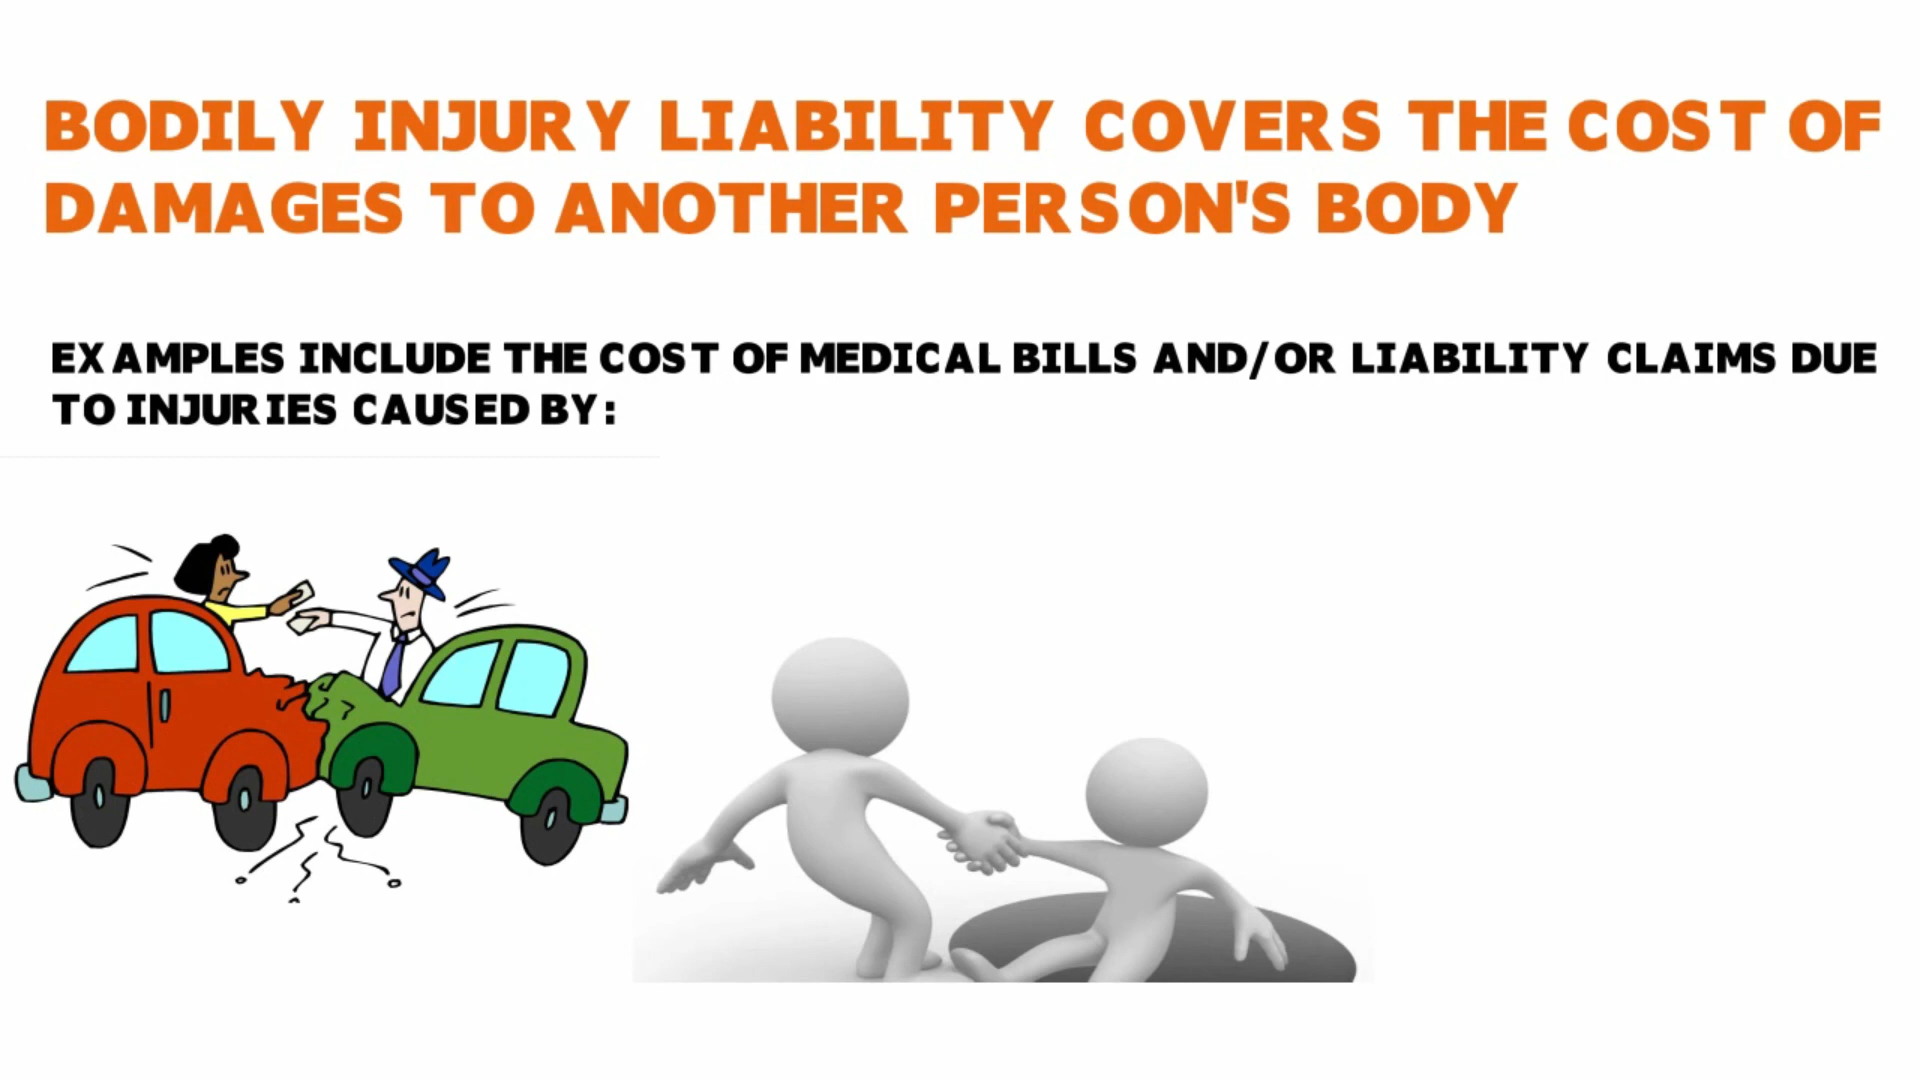 BODILY INJURY LIABILITY COVERS THE COST OF
DAMAGES TO ANOTHER PERSON'S BODY
EXAMPLES INCLUDE THE COST OF MEDICAL BILLS AND/OR LIABILITY CLAIMS DUE
TO INJURIES CAUSED BY: